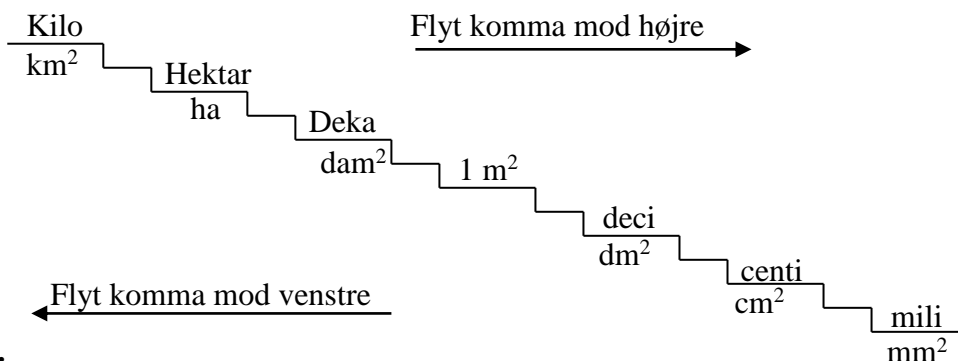 Kilo
km²
Flyt komma mod højre
Hektar
ha
Deka
dam²
1 m²
deci
dm²
centi
cm²
Flyt komma mod venstre
mili
mm²